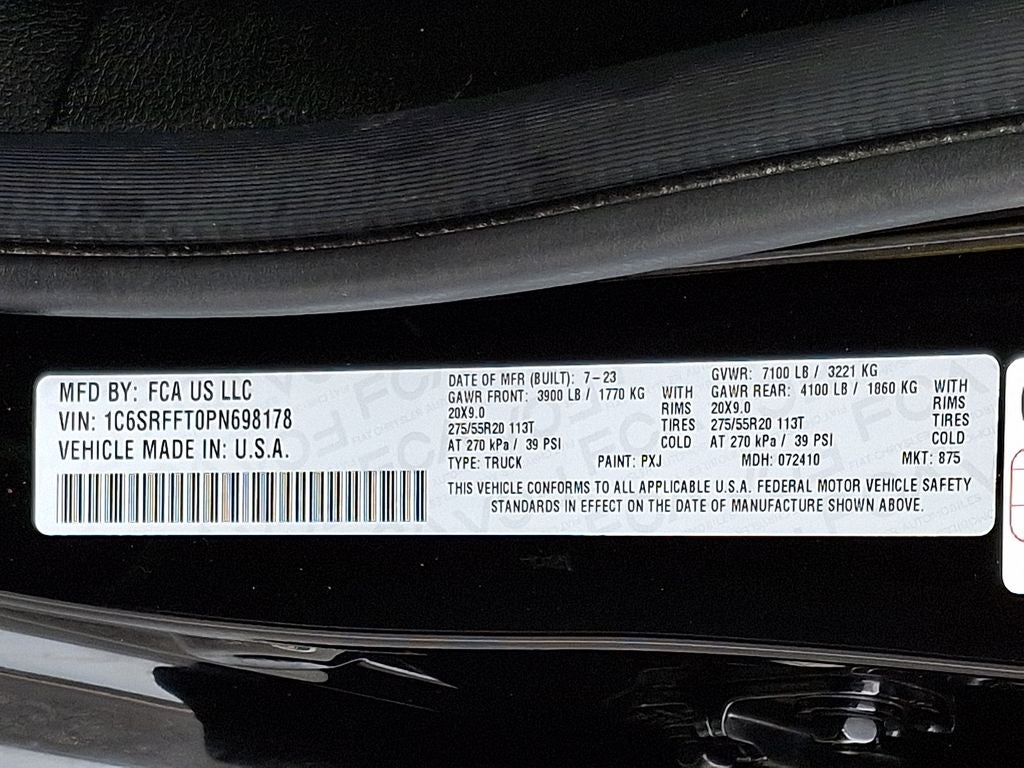 MFD BY: FCA US LLC
VIN: 1C6SRFFT0PN698178
VEHICLE MADE IN: U.S.A.
DATE OF MFR (BUILT): 7-23
GAWR FRONT: 3900 LB / 1770 KG WITH
20X9.0 RIMS
275/55R20 113T TIRES
AT 270 kPa / 39 PSI COLD
GVWR: 7100 LB / 3221 KG
GAWR REAR: 4100 LB / 1860 KG WITH
20X9.0 RIMS
275/55R20 113T TIRES
AT 270 kPa / 39 PSI COLD
TYPE: TRUCK PAINT: PXJ MDH: 072410 MKT: 875
THIS VEHICLE CONFORMS TO ALL APPLICABLE U.S.A. FEDERAL MOTOR VEHICLE SAFETY
STANDARDS IN EFFECT ON THE DATE OF MANUFACTURE SHOWN ABOVE.